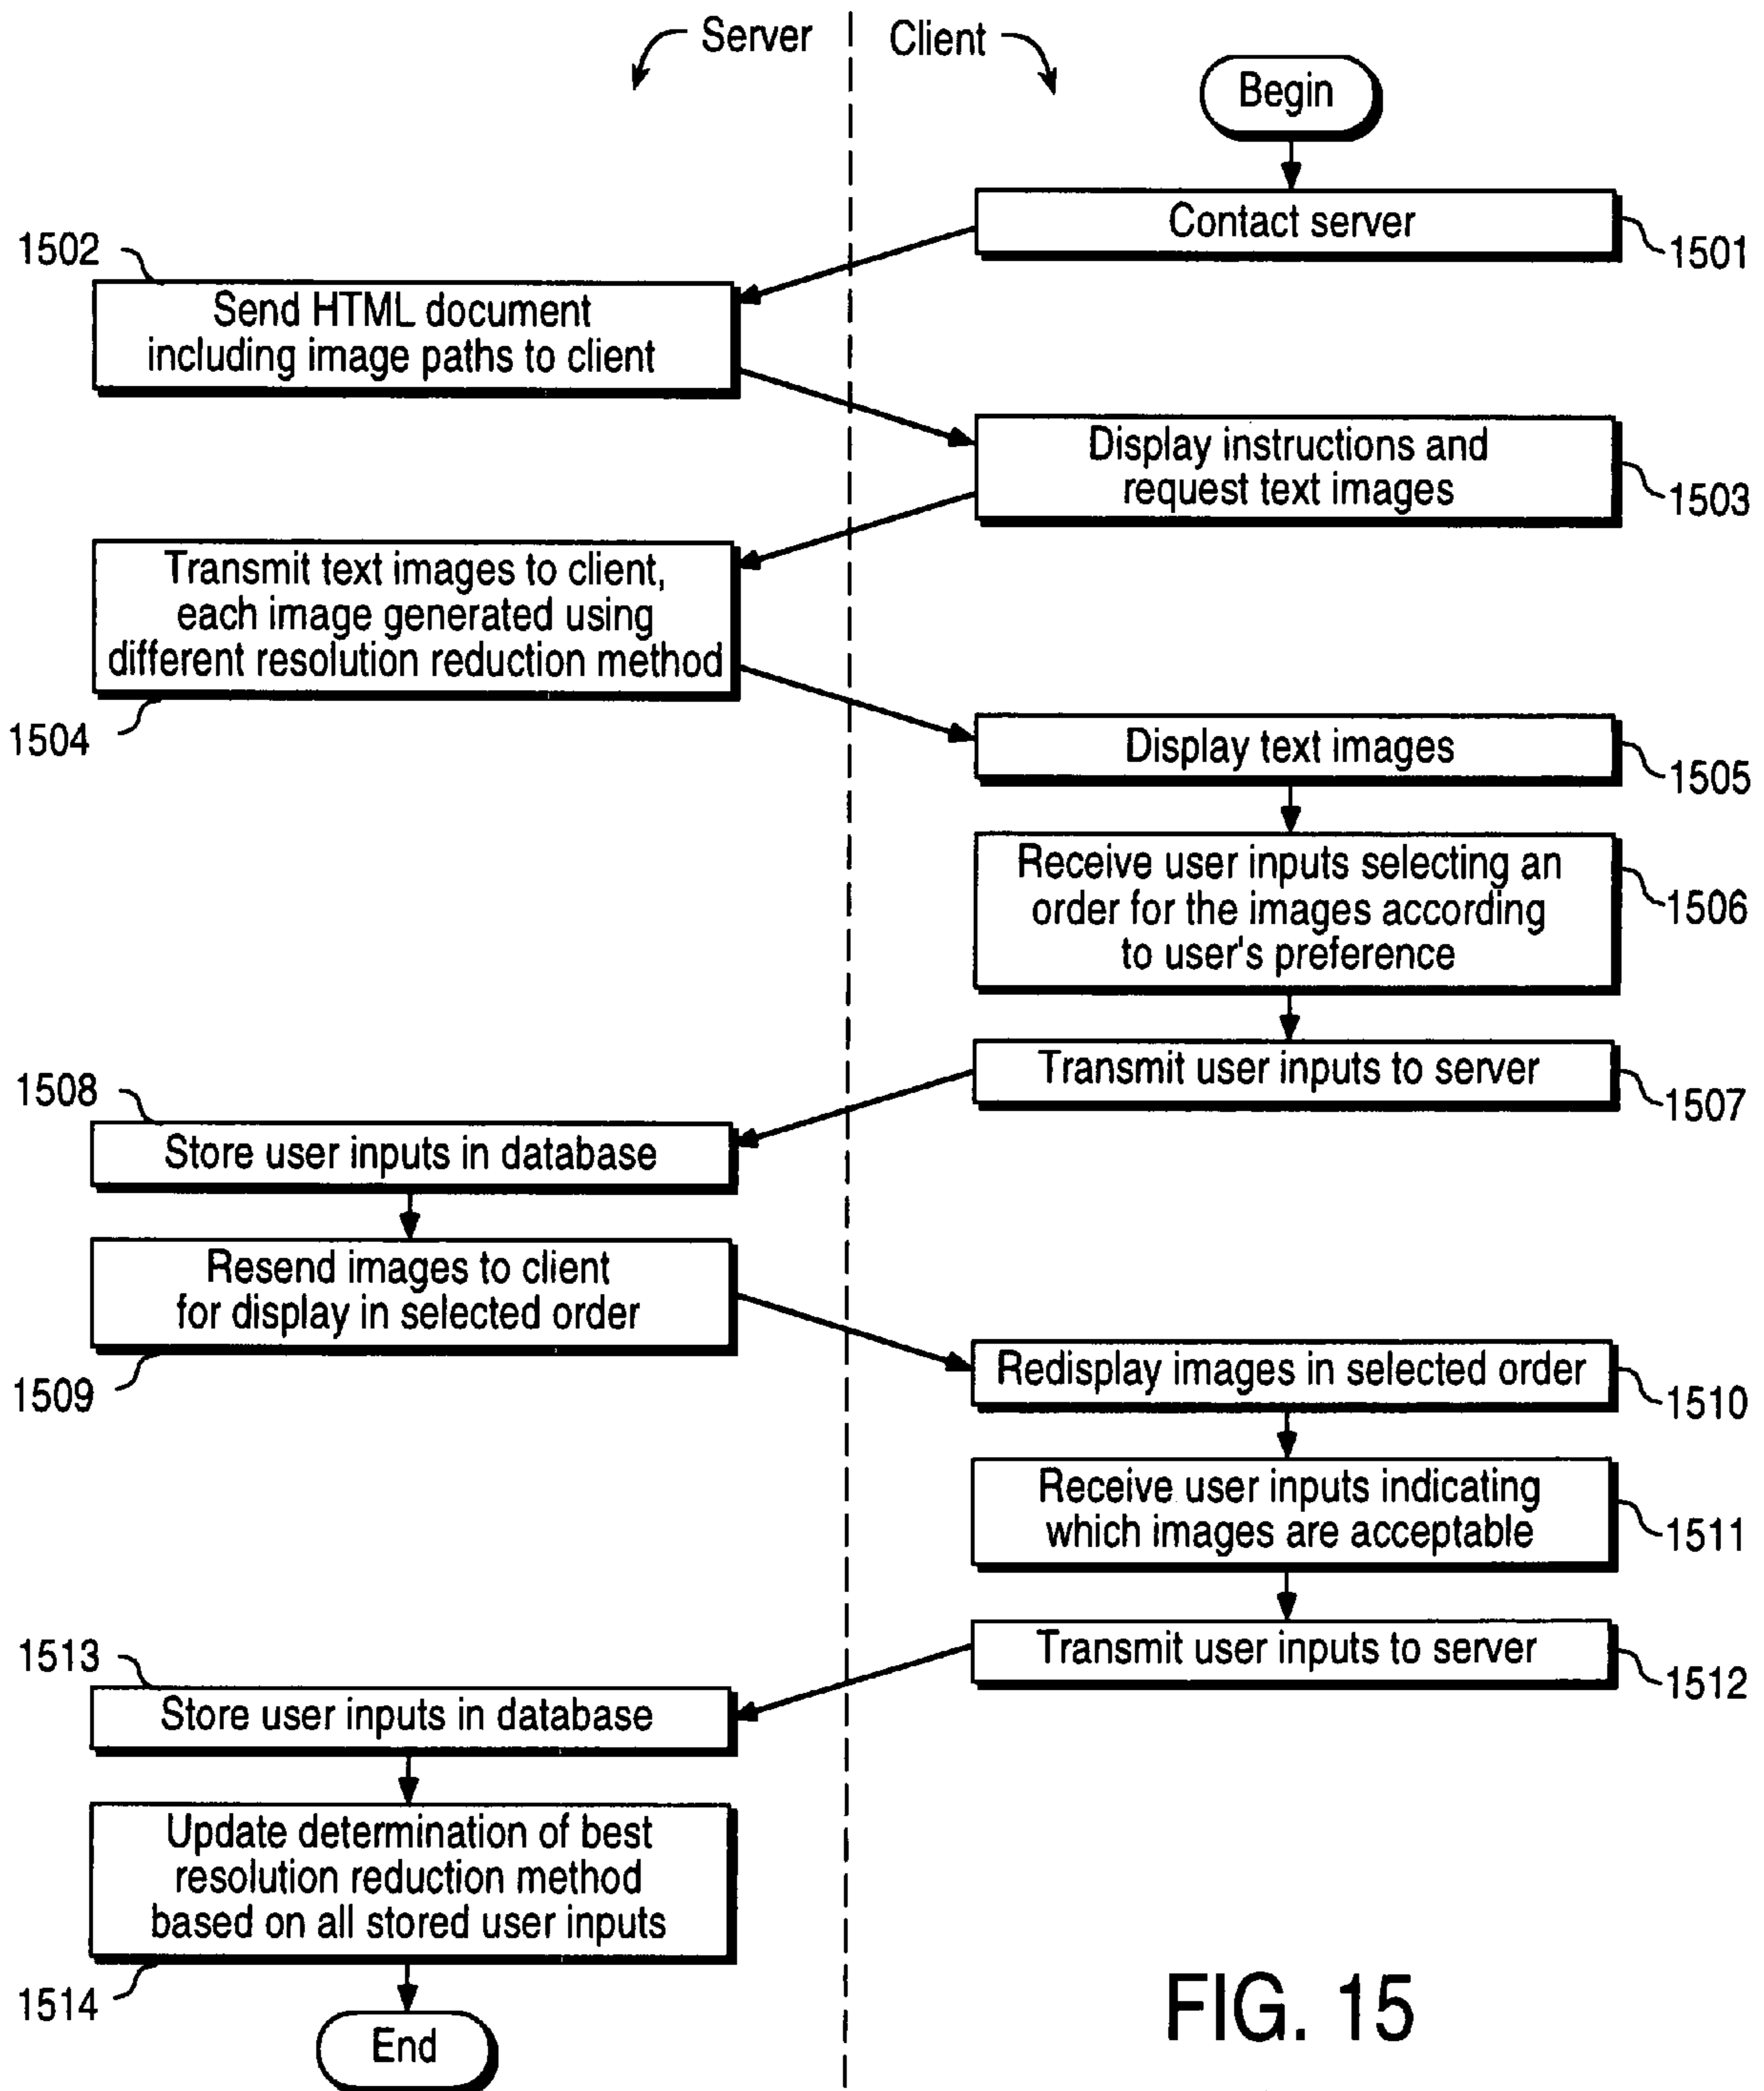 Server
Client
Begin
Contact server
1501
1502
Send HTML document
including image paths to client
Display instructions and
request text images
1503
Transmit text images to client,
each image generated using
different resolution reduction method
1504
Display text images
1505
Receive user inputs selecting an
order for the images according
to user's preference
1506
Transmit user inputs to server
1507
1508
Store user inputs in database
Resend images to client
for display in selected order
1509
Redisplay images in selected order
1510
Receive user inputs indicating
which images are acceptable
1511
Transmit user inputs to server
1512
1513
Store user inputs in database
Update determination of best
resolution reduction method
based on all stored user inputs
1514
End
FIG. 15